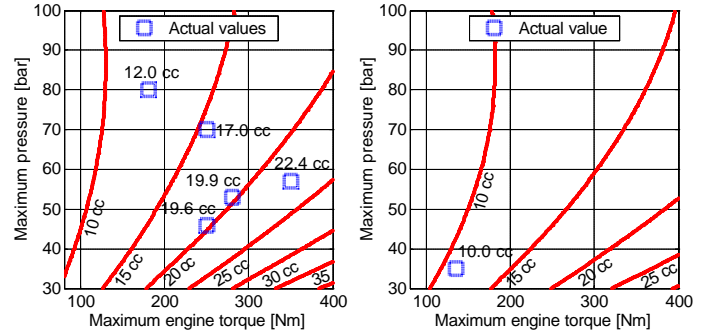 Actual values
12.0 cc
17.0 cc
22.4 cc
19.9 cc
19.6 cc
10 cc
15 cc
20 cc
25 cc
30 cc
35
100
90
80
70
60
50
40
30
100
200
300
400
Maximum pressure [bar]
Maximum engine torque [Nm]
Actual value
10 cc
10.0 cc
15 cc
20 cc
25 cc
100
90
80
70
60
50
40
30
100
200
300
400
Maximum pressure [bar]
Maximum engine torque [Nm]